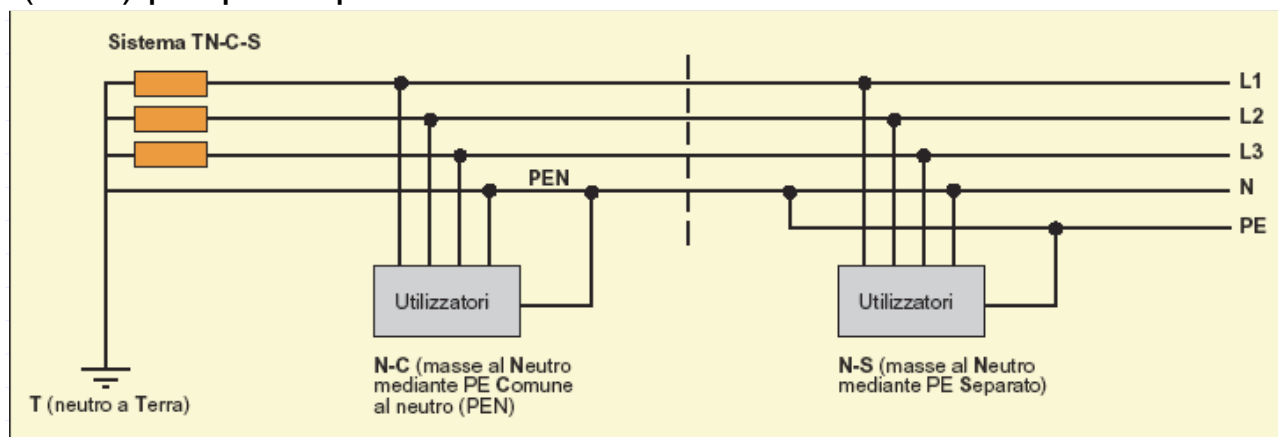 Sistema TN-C-S
L1
L2
L3
PEN
N
PE
Utilizzatori
Utilizzatori
N-C (masse al Neutro
mediante PE Comune
al neutro (PEN)
N-S (masse al Neutro
mediante PE Separato)
T (neutro a Terra)